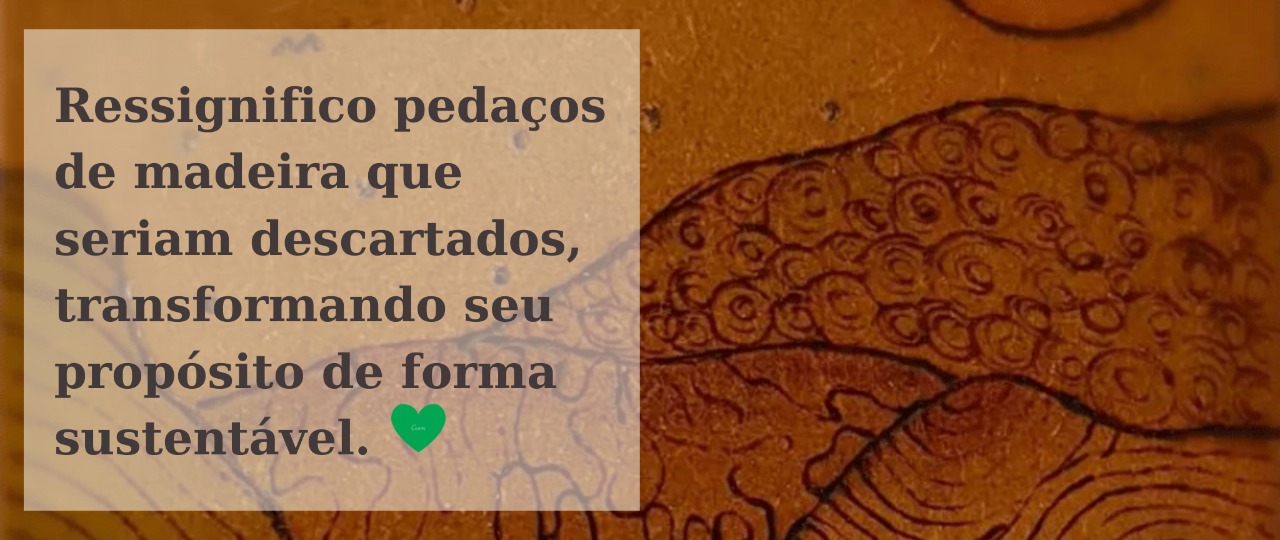 Ressignifico pedaços
de madeira que
seriam descartados,
transformando seu
propósito de forma
sustentável.